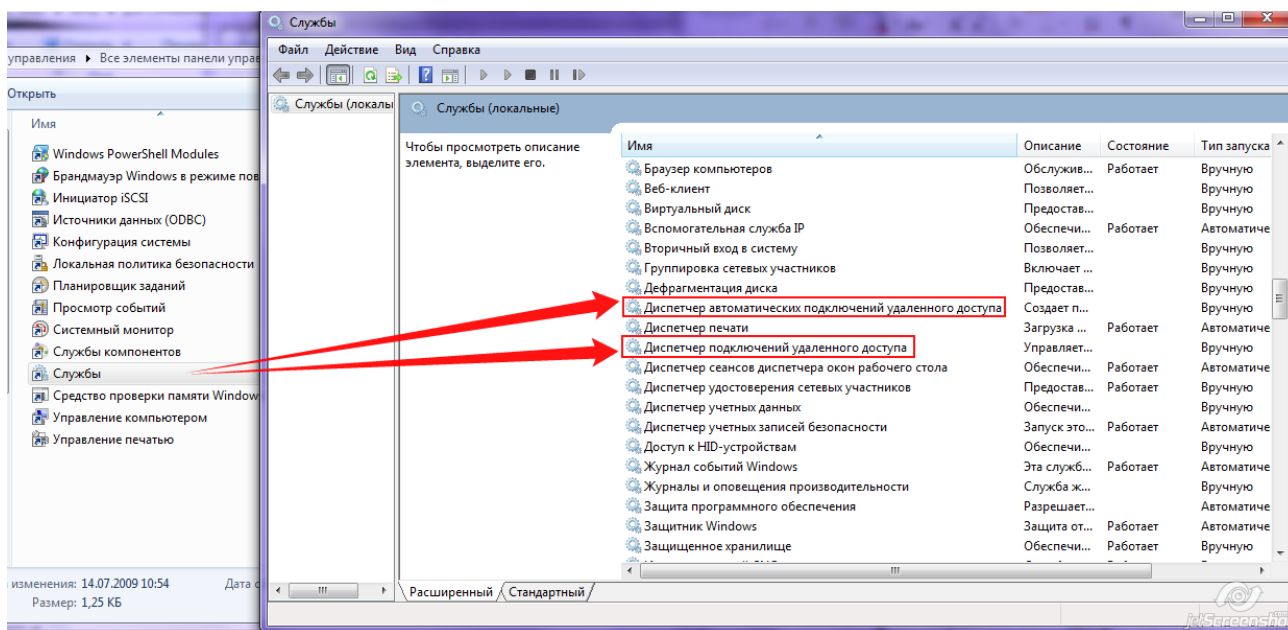 Службы
Файл Действие Вид Справка
управления Все элементы панели управ
Открыть
Имя
Windows PowerShell Modules
Брандмауэр Windows в режиме пов
Инициатор iSCSI
Источники данных (ODBC)
Конфигурация системы
Локальная политика безопасности
Планировщик заданий
Просмотр событий
Системный монитор
Службы компонентов
Службы
Средство проверки памяти Window
Управление компьютером
Управление печатью
изменения: 14.07.2009 10:54 Дата с
Размер: 1,25 КБ
Службы (локалы
Службы (локальные)
Чтобы просмотреть описание
элемента, выделите его.
Имя Описание Состояние Тип запуска
Браузер компьютеров Обслужив... Работает Вручную
Веб-клиент Позволяет... Вручную
Виртуальный диск Предостав... Вручную
Вспомогательная служба IP Обеспечи... Работает Автоматиче
Вторичный вход в систему Позволяет... Вручную
Группировка сетевых участников Включает ... Вручную
Дефрагментация диска Предостав... Вручную
Диспетчер автоматических подключений удаленного доступа Создает п... Вручную
Диспетчер печати Загрузка ... Работает Автоматиче
Диспетчер подключений удаленного доступа Управляет... Вручную
Диспетчер сеансов диспетчера окон рабочего стола Обеспечи... Работает Автоматиче
Диспетчер удостоверения сетевых участников Предостав... Работает Вручную
Диспетчер учетных данных Обеспечи... Вручную
Диспетчер учетных записей безопасности Запуск это... Работает Автоматиче
Доступ к HID-устройствам Обеспечи... Вручную
Журнал событий Windows Эта служб... Работает Автоматиче
Журналы и оповещения производительности Служба ж... Вручную
Защита программного обеспечения Разрешает... Автоматиче
Защитник Windows Защита от... Работает Автоматиче
Защищенное хранилище Обеспечи... Работает Вручную
Расширенный Стандартный
jetScreenshot